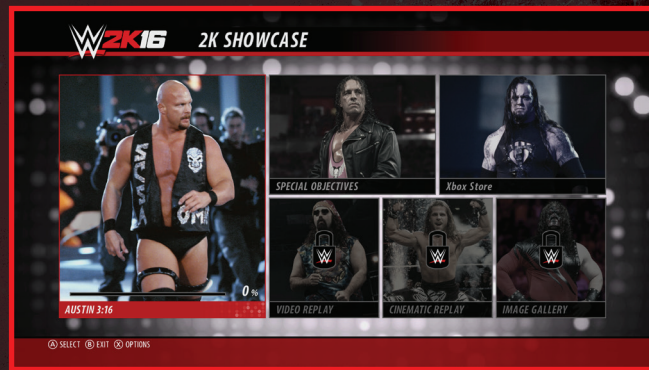 W 2K16 2K SHOWCASE
SPECIAL OBJECTIVES
Xbox Store
0 %
AUSTIN 3:16
VIDEO REPLAY
CINEMATIC REPLAY
IMAGE GALLERY
A SELECT B EXIT X OPTIONS